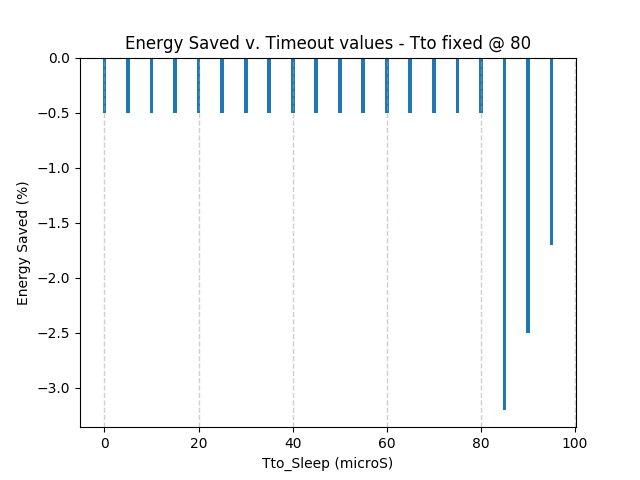 Energy Saved v. Timeout values - Tto fixed @ 80
0.0
−0.5
−1.0
−1.5
−2.0
−2.5
−3.0
Energy Saved (%)
0 20 40 60 80 100
Tto_Sleep (microS)